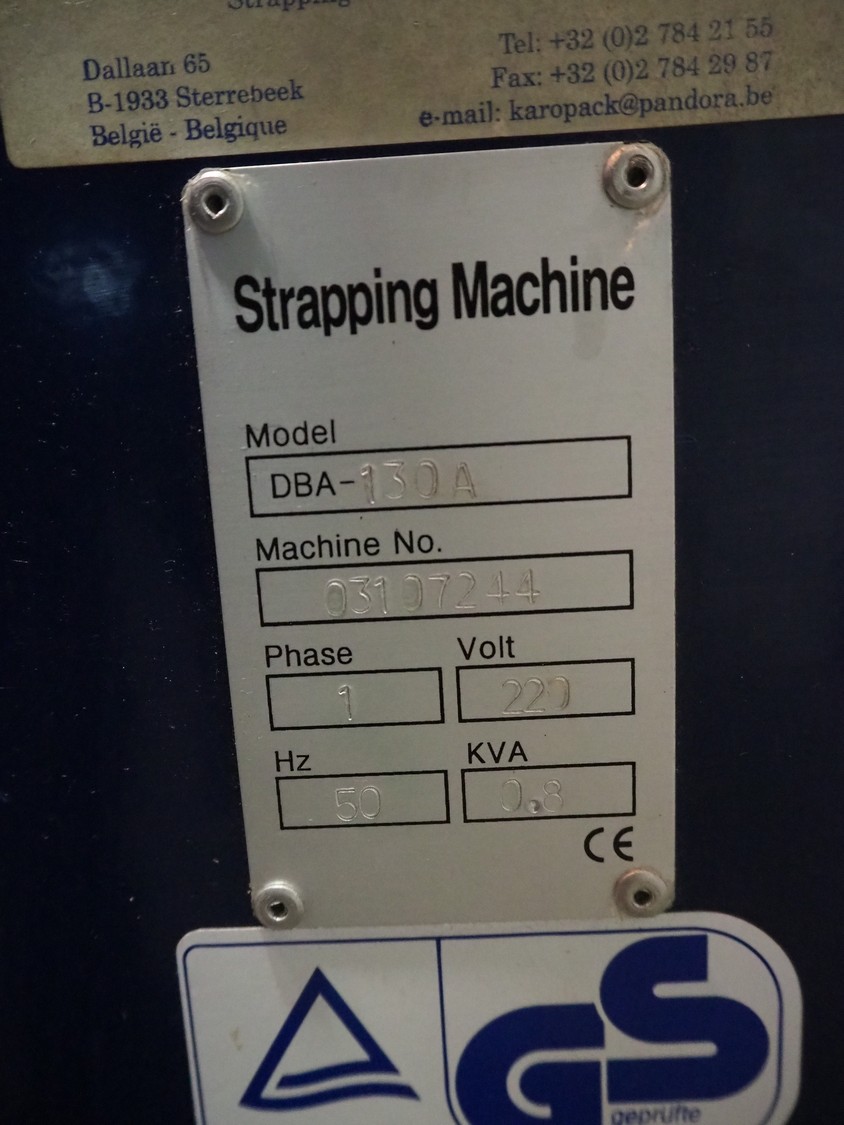 Strapping
Dallaan 65
B-1933 Sterrebeek
België - Belgique
Tel: +32 (0)2 784 21 55
Fax: +32 (0)2 784 29 87
e-mail: karopack@pandora.be
Strapping Machine
Model
DBA-130A
Machine No.
03107244
Phase
1
Volt
220
Hz
50
KVA
0.8
CE
GS
geprüfte